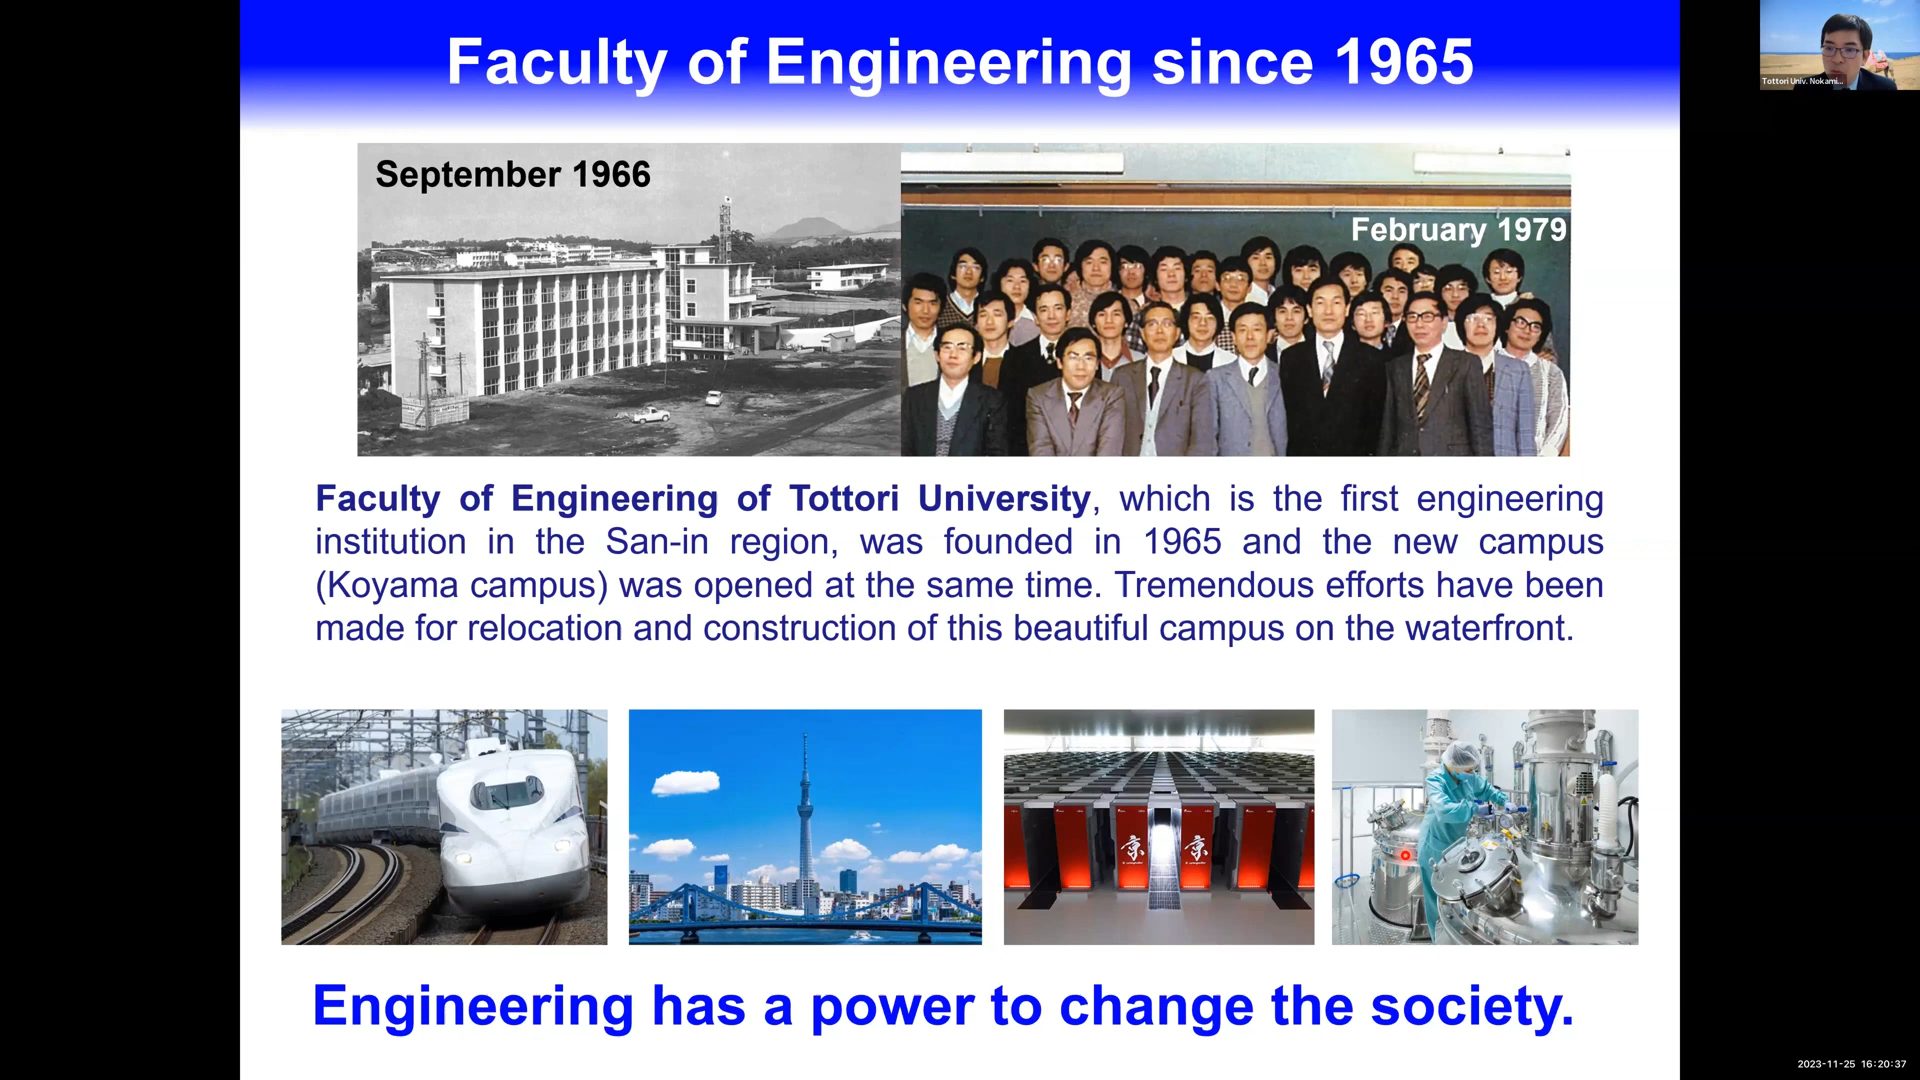 Faculty of Engineering since 1965
Tottori Univ. Nokami...
September 1966
February 1979
Faculty of Engineering of Tottori University, which is the first engineering
institution in the San-in region, was founded in 1965 and the new campus
(Koyama campus) was opened at the same time. Tremendous efforts have been
made for relocation and construction of this beautiful campus on the waterfront.
京
京
Engineering has a power to change the society.
2023-11-25 16:20:37